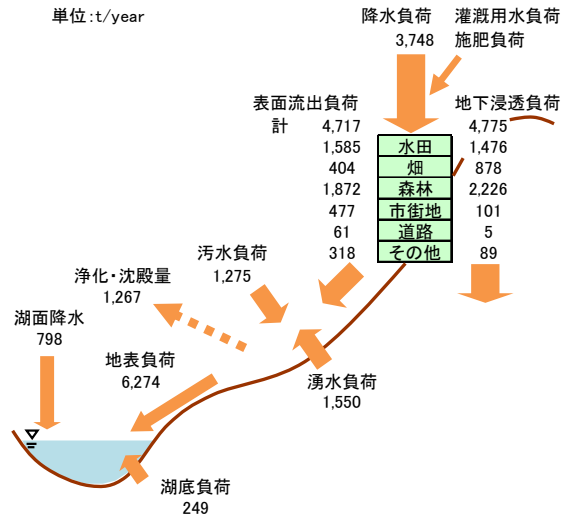 単位:t/year
降水負荷
3,748
灌漑用水負荷
施肥負荷
表面流出負荷
計 4,717
地下浸透負荷
4,775
1,585 水田 1,476
404 畑 878
1,872 森林 2,226
477 市街地 101
61 道路 5
318 その他 89
汚水負荷
1,275
浄化・沈殿量
1,267
湖面降水
798
地表負荷
6,274
湧水負荷
1,550
湖底負荷
249